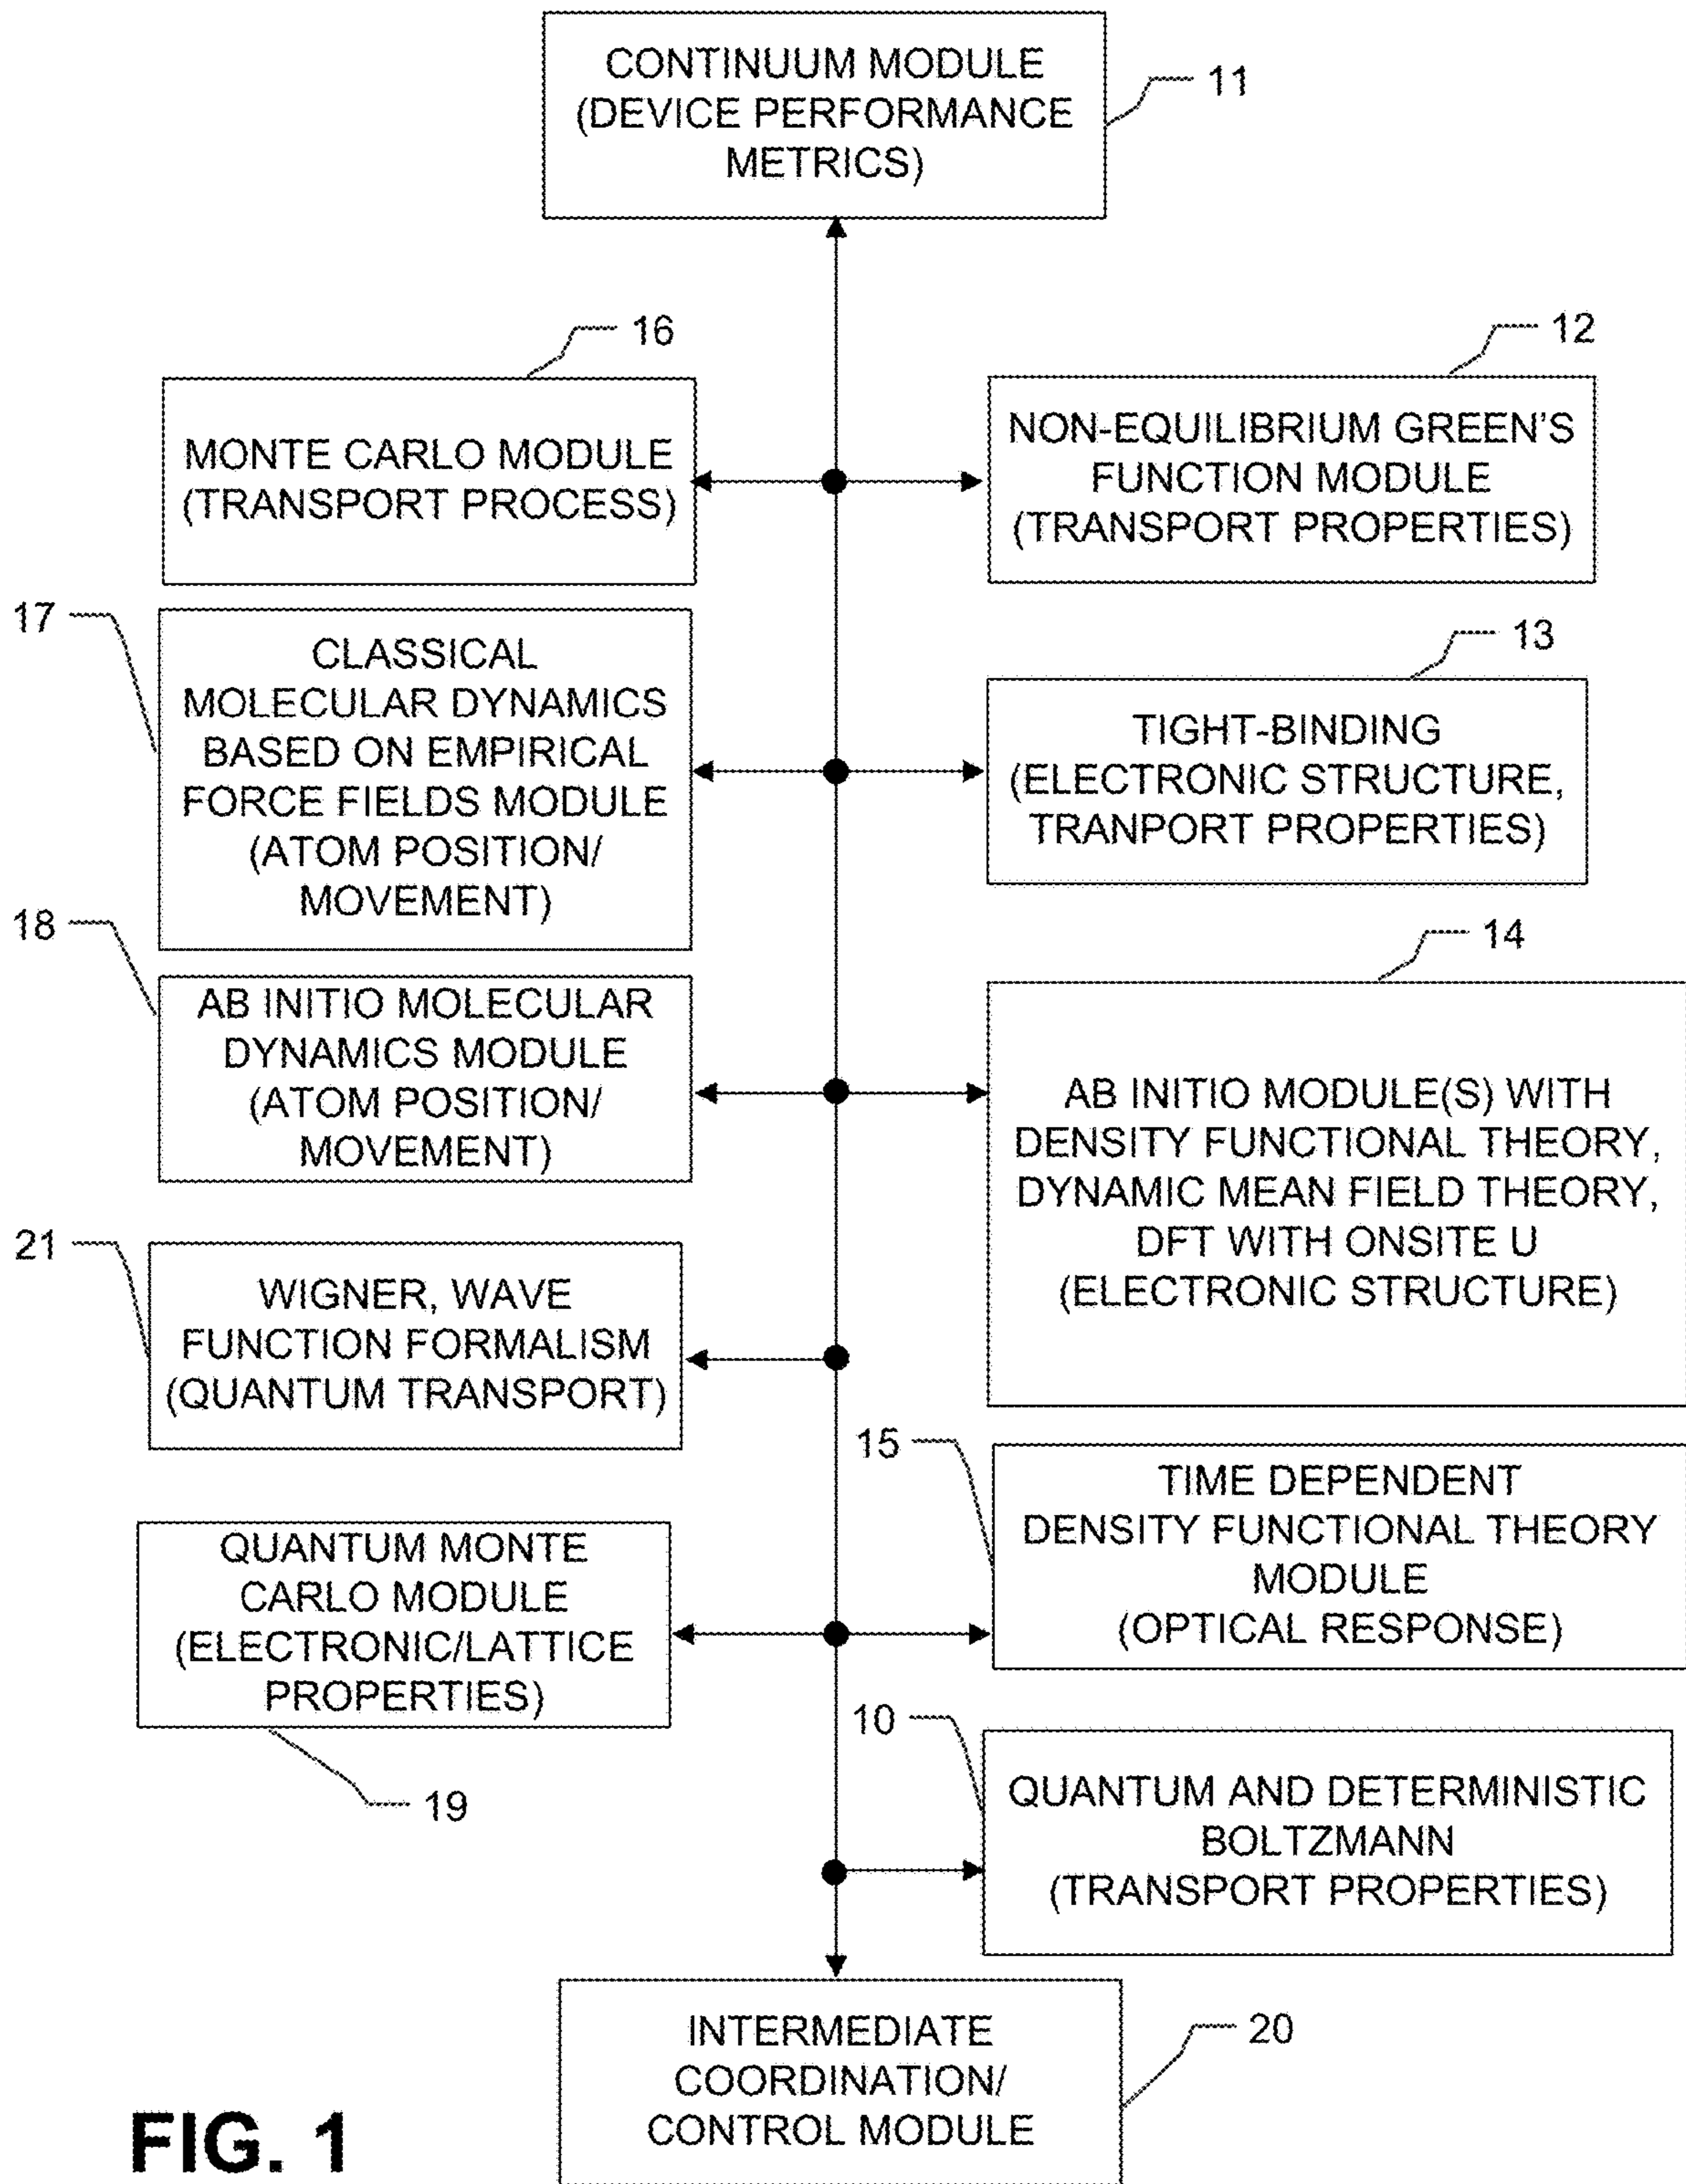 CONTINUUM MODULE
(DEVICE PERFORMANCE
METRICS)
11
16
MONTE CARLO MODULE
(TRANSPORT PROCESS)
12
NON-EQUILIBRIUM GREEN'S
FUNCTION MODULE
(TRANSPORT PROPERTIES)
17
CLASSICAL
MOLECULAR DYNAMICS
BASED ON EMPIRICAL
FORCE FIELDS MODULE
(ATOM POSITION/
MOVEMENT)
13
TIGHT-BINDING
(ELECTRONIC STRUCTURE,
TRANPORT PROPERTIES)
18
AB INITIO MOLECULAR
DYNAMICS MODULE
(ATOM POSITION/
MOVEMENT)
14
AB INITIO MODULE(S) WITH
DENSITY FUNCTIONAL THEORY,
DYNAMIC MEAN FIELD THEORY,
DFT WITH ONSITE U
(ELECTRONIC STRUCTURE)
21
WIGNER, WAVE
FUNCTION FORMALISM
(QUANTUM TRANSPORT)
15
TIME DEPENDENT
DENSITY FUNCTIONAL THEORY
MODULE
(OPTICAL RESPONSE)
QUANTUM MONTE
CARLO MODULE
(ELECTRONIC/LATTICE
PROPERTIES)
19
10
QUANTUM AND DETERMINISTIC
BOLTZMANN
(TRANSPORT PROPERTIES)
INTERMEDIATE
COORDINATION/
CONTROL MODULE
20
FIG. 1